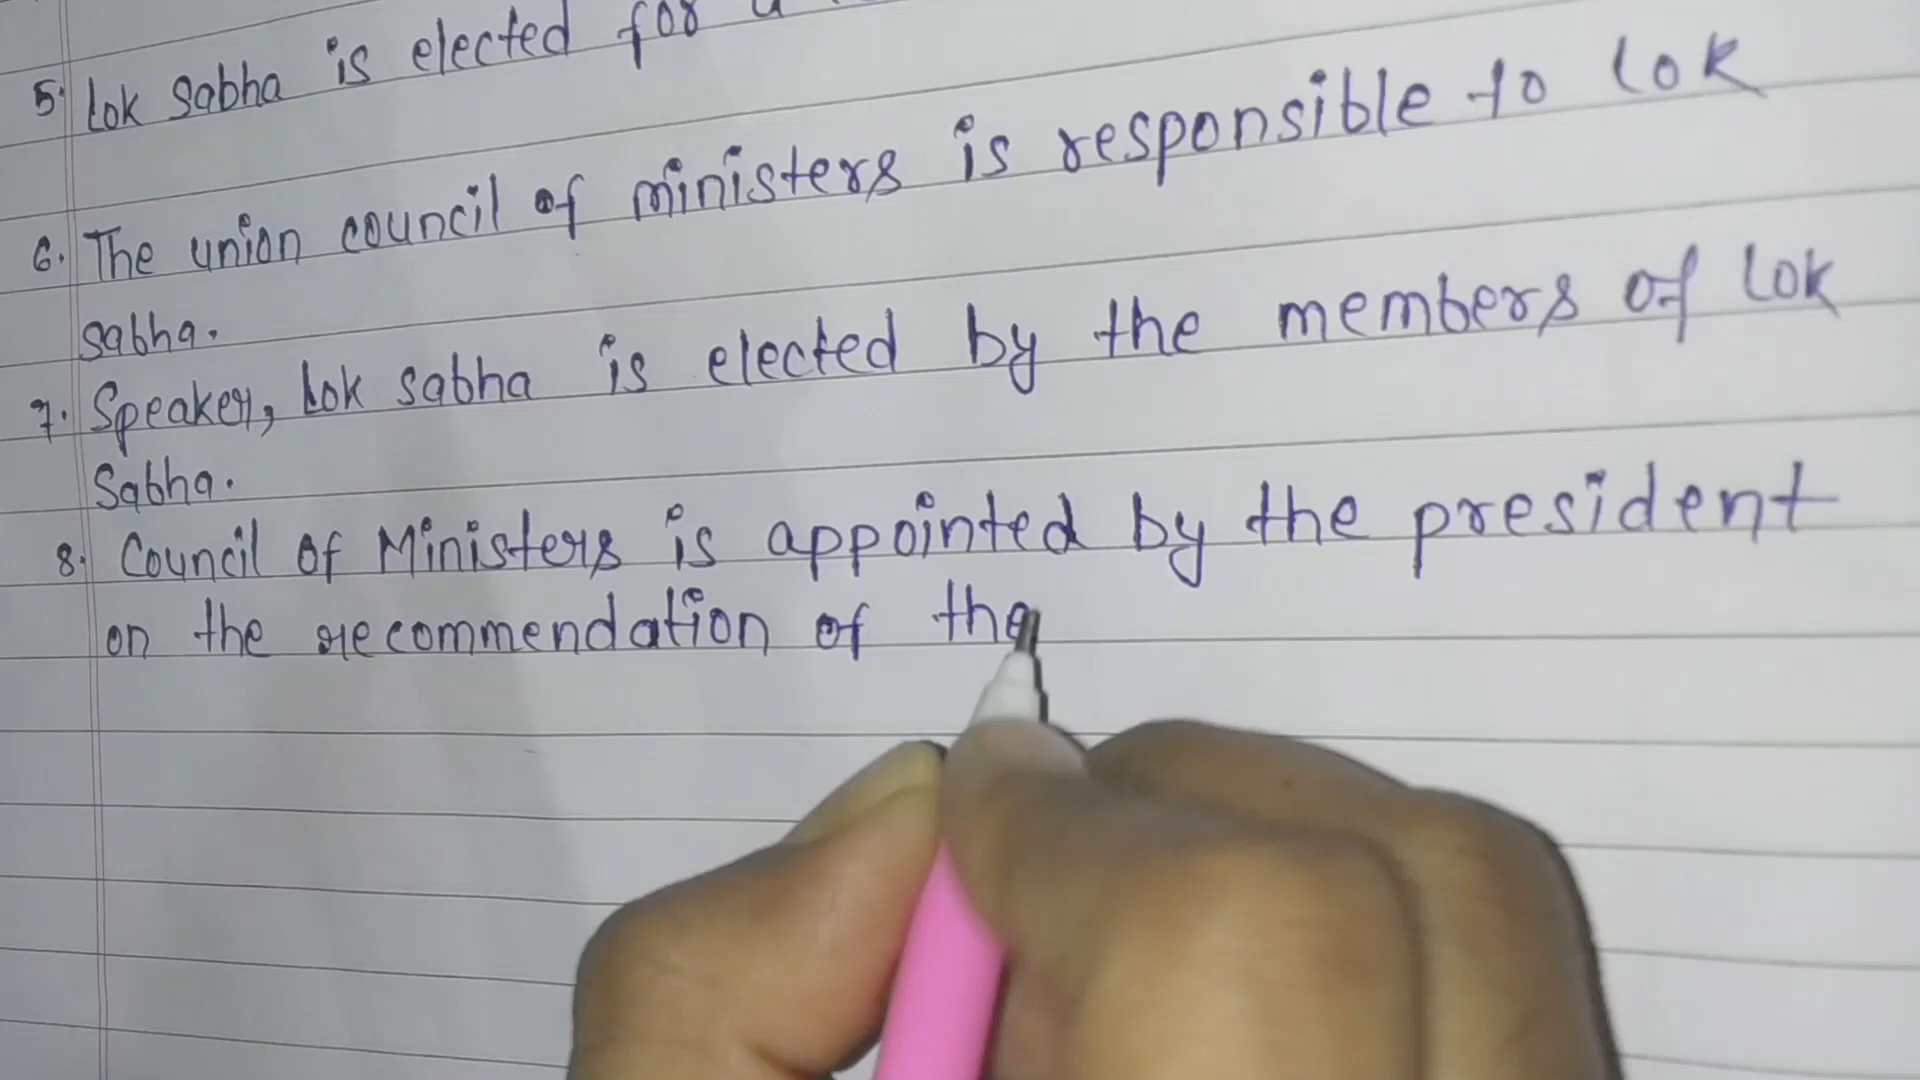 5. Lok Sabha is elected for a
6. The union council of ministers is responsible to Lok
sabha.
7. Speaker, Lok sabha is elected by the members of Lok
Sabha.
8. Council of Ministers is appointed by the president
on the recommendation of the